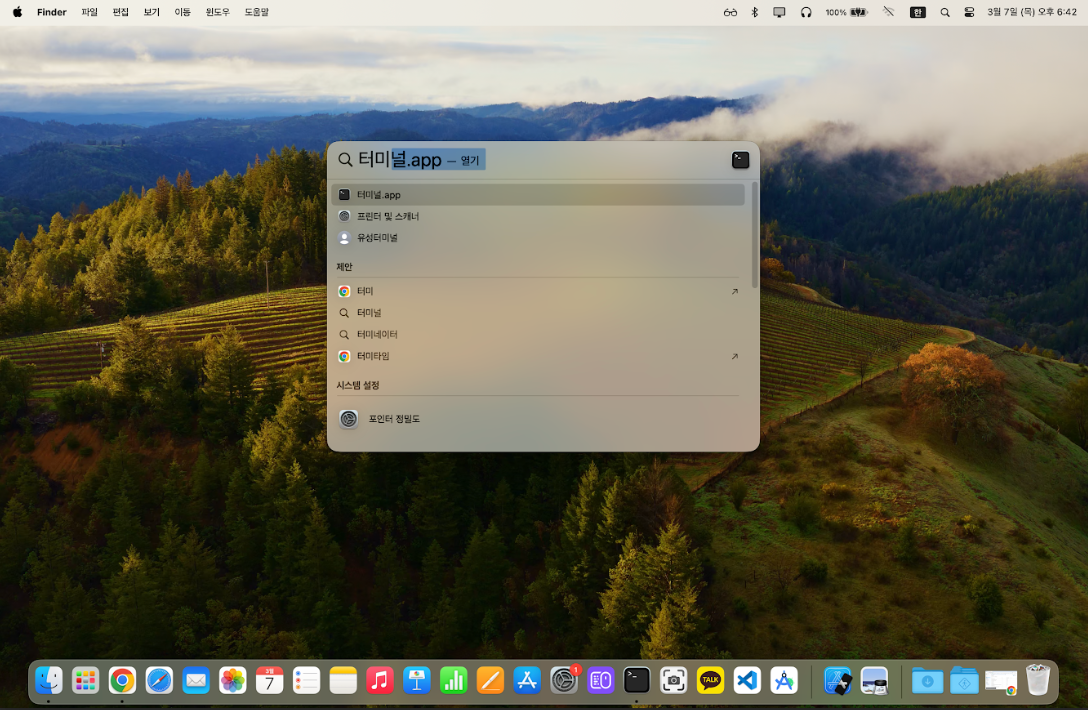 Finder 파일 편집 보기 이동 윈도우 도움말 100% 한 3월 7일 (목) 오후 6:42
터미널.app — 열기
터미널.app
프린터 및 스캐너
유성터미널
제안
터미
터미널
터미네이터
터미타임
시스템 설정
포인터 정밀도
3월
7
1
TALK